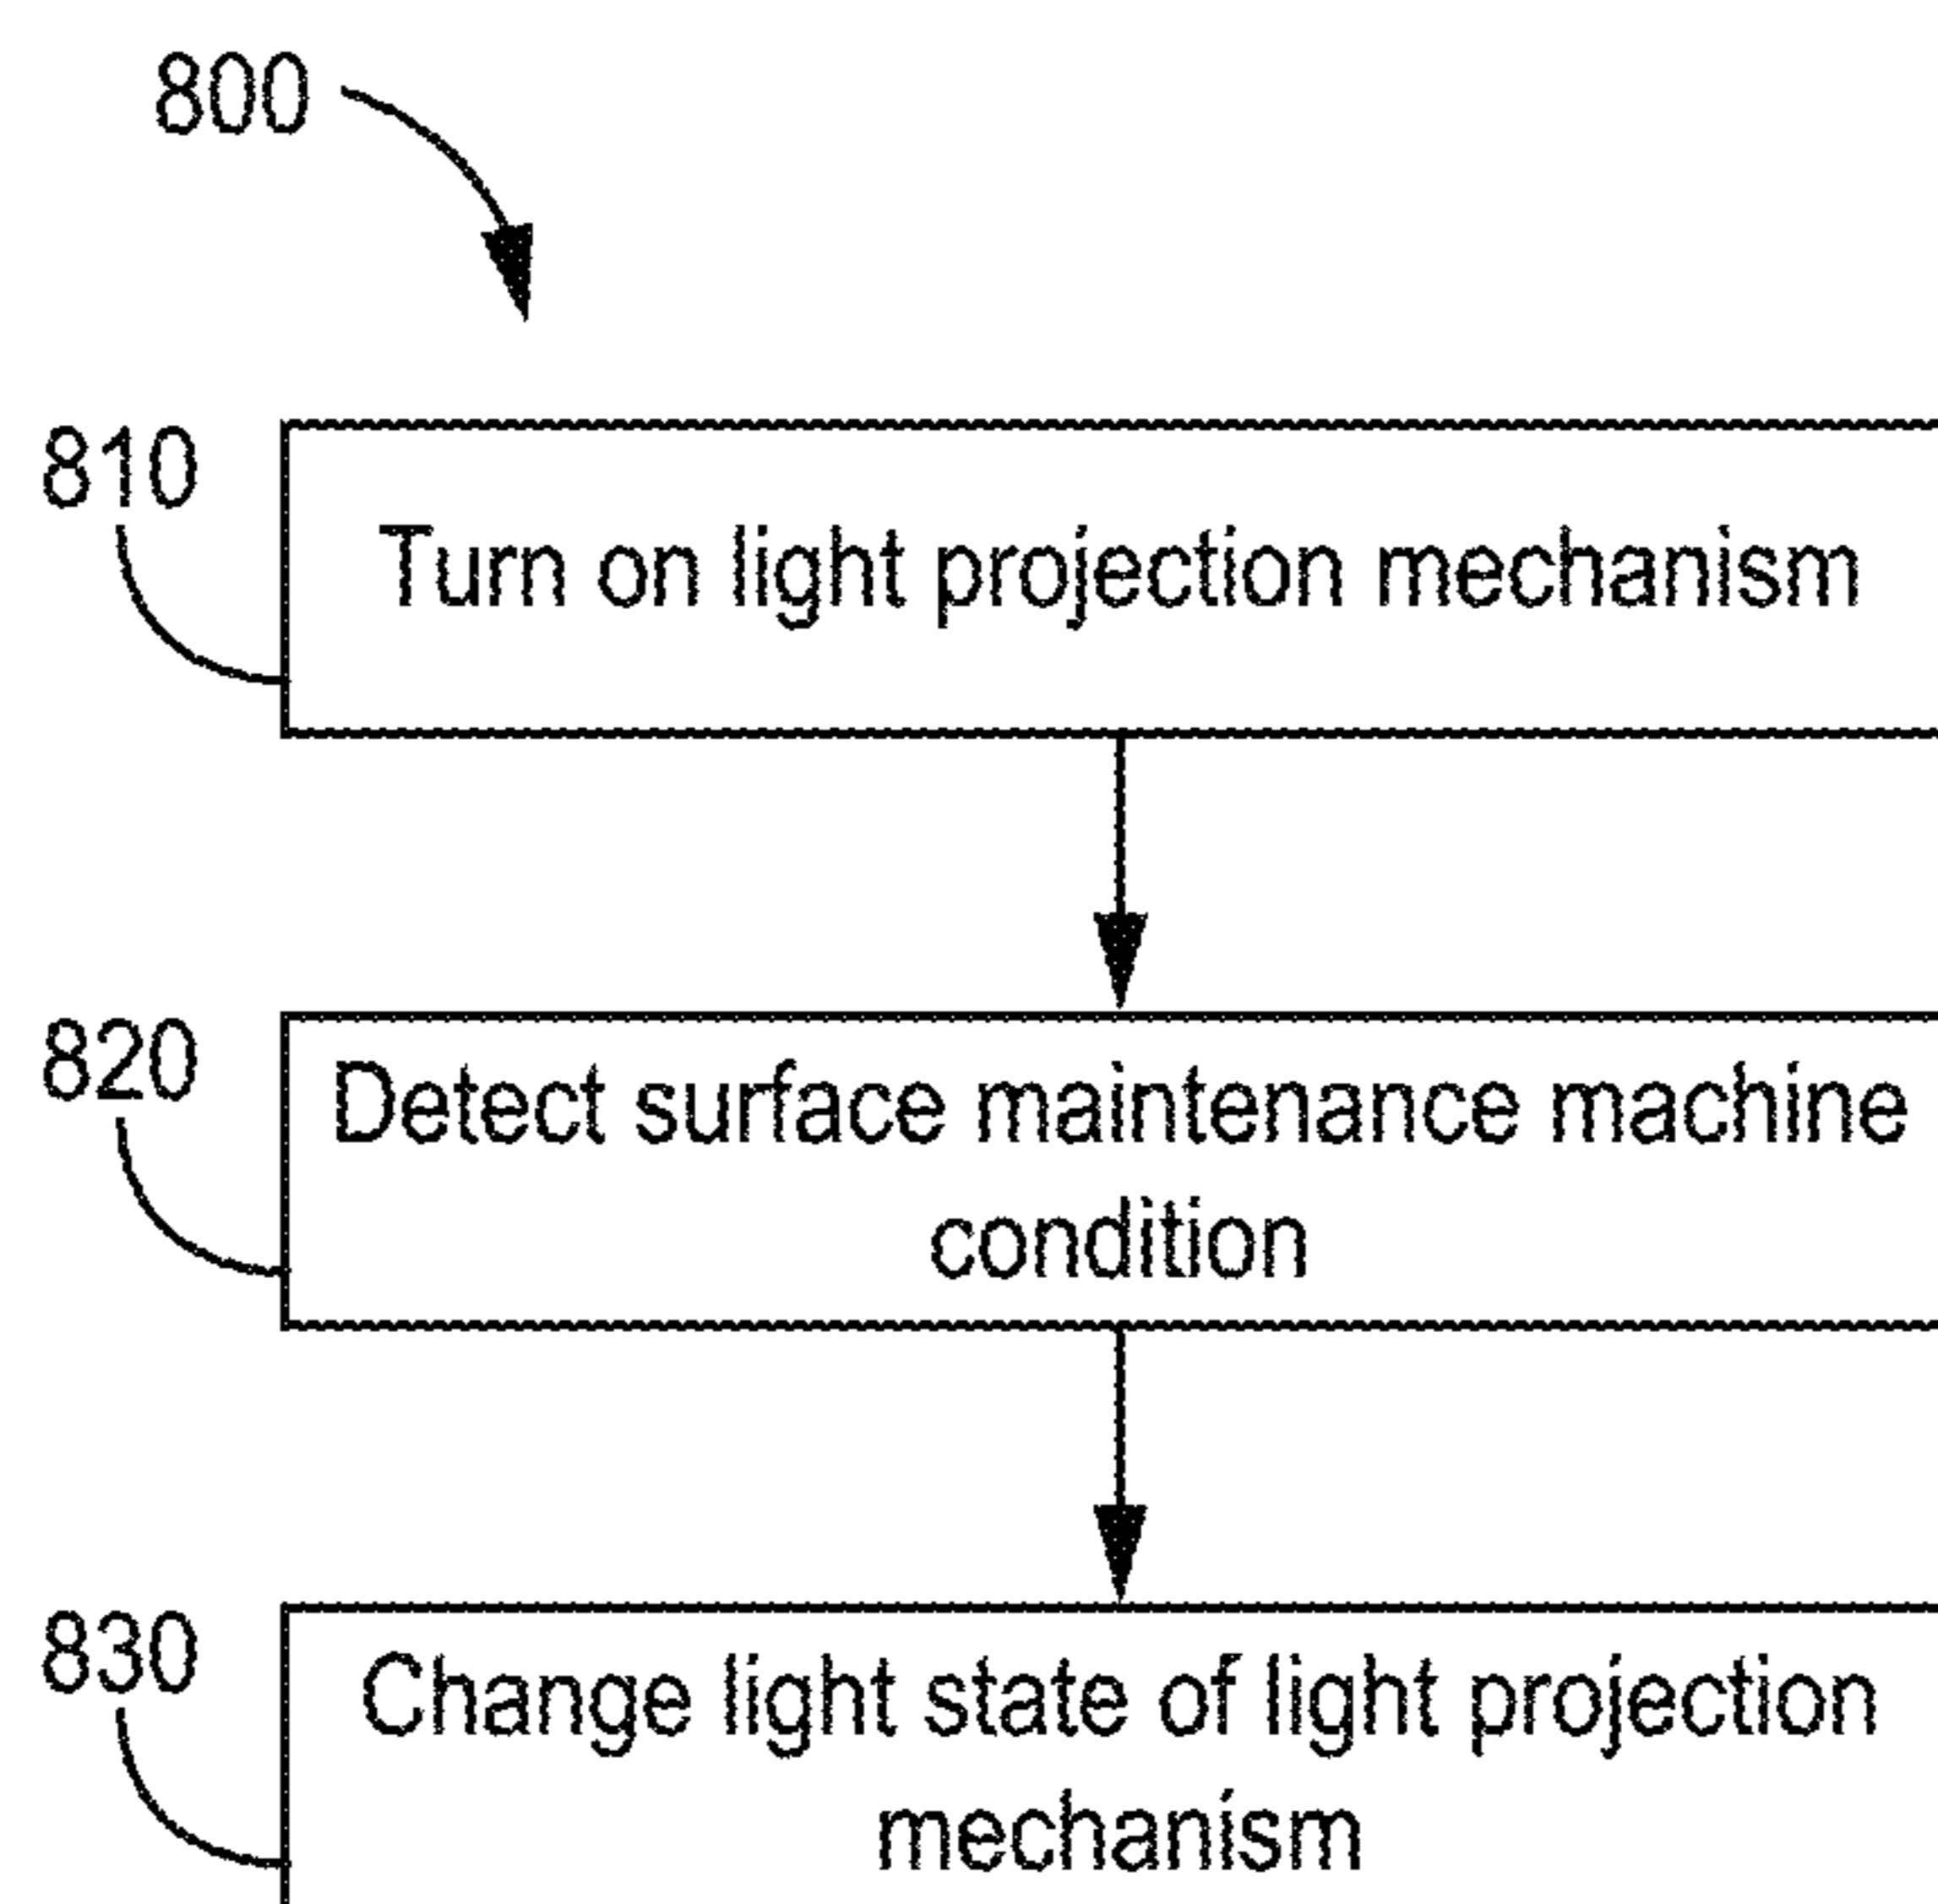 800
810
Turn on light projection mechanism
820
Detect surface maintenance machine
condition
830
Change light state of light projection
mechanism